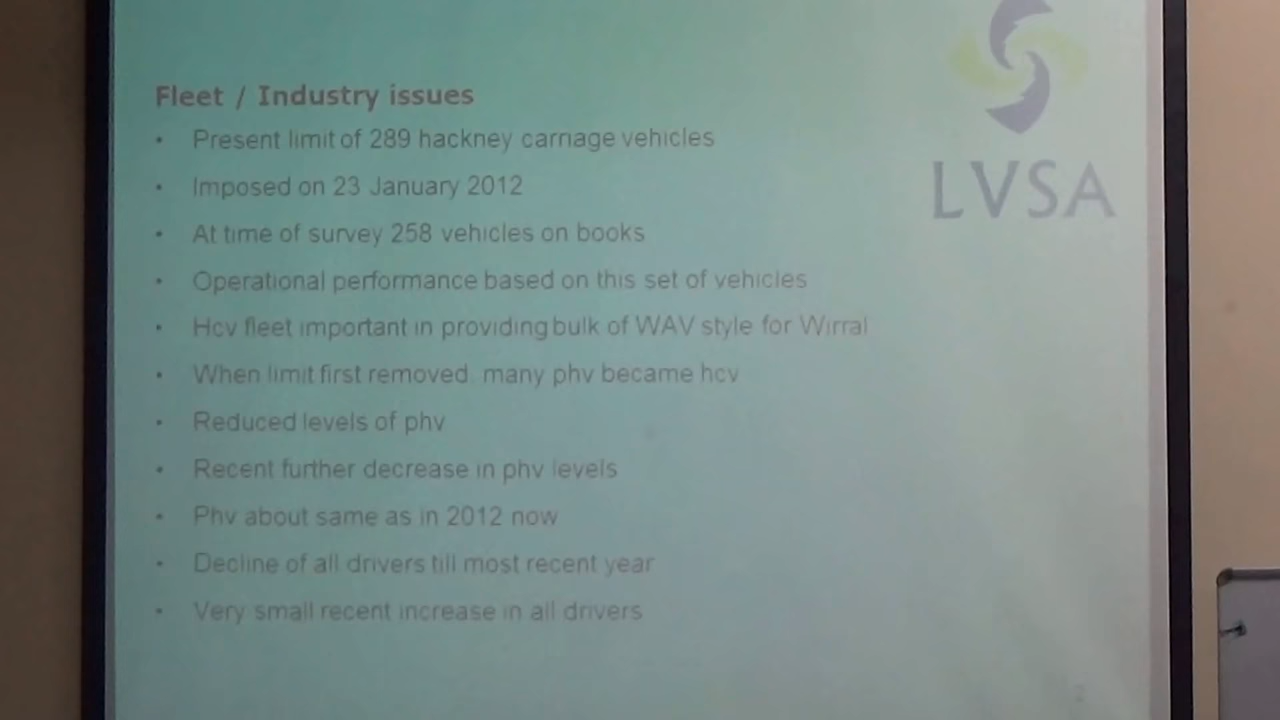 Fleet / Industry issues
• Present limit of 289 hackney carriage vehicles
• Imposed on 23 January 2012
• At time of survey 258 vehicles on books
• Operational performance based on this set of vehicles
• Hcv fleet important in providing bulk of WAV style for Wirral
• When limit first removed, many phv became hcv
• Reduced levels of phv
• Recent further decrease in phv levels
• Phv about same as in 2012 now
• Decline of all drivers till most recent year
• Very small recent increase in all drivers
LVSA
2